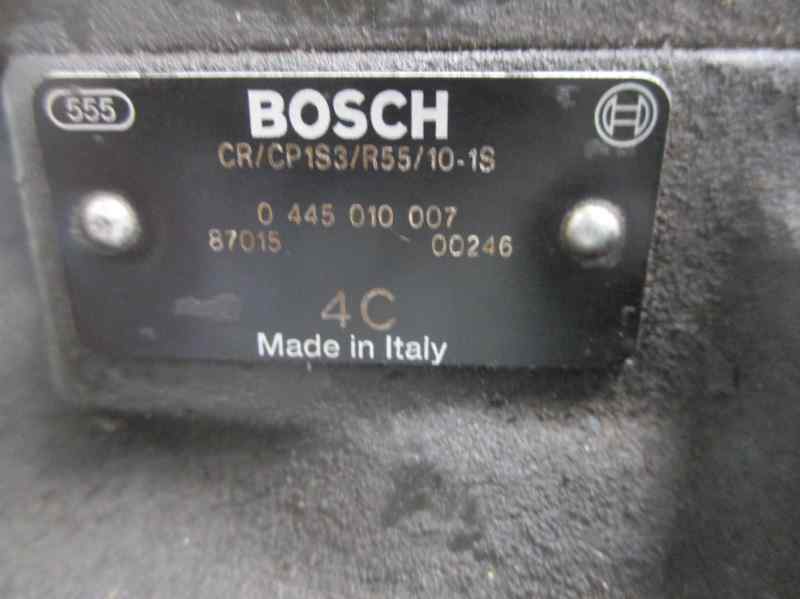 555
BOSCH
CR/CP1S3/R55/10-1S
0 445 010 007
87015 00246
4C
Made in Italy